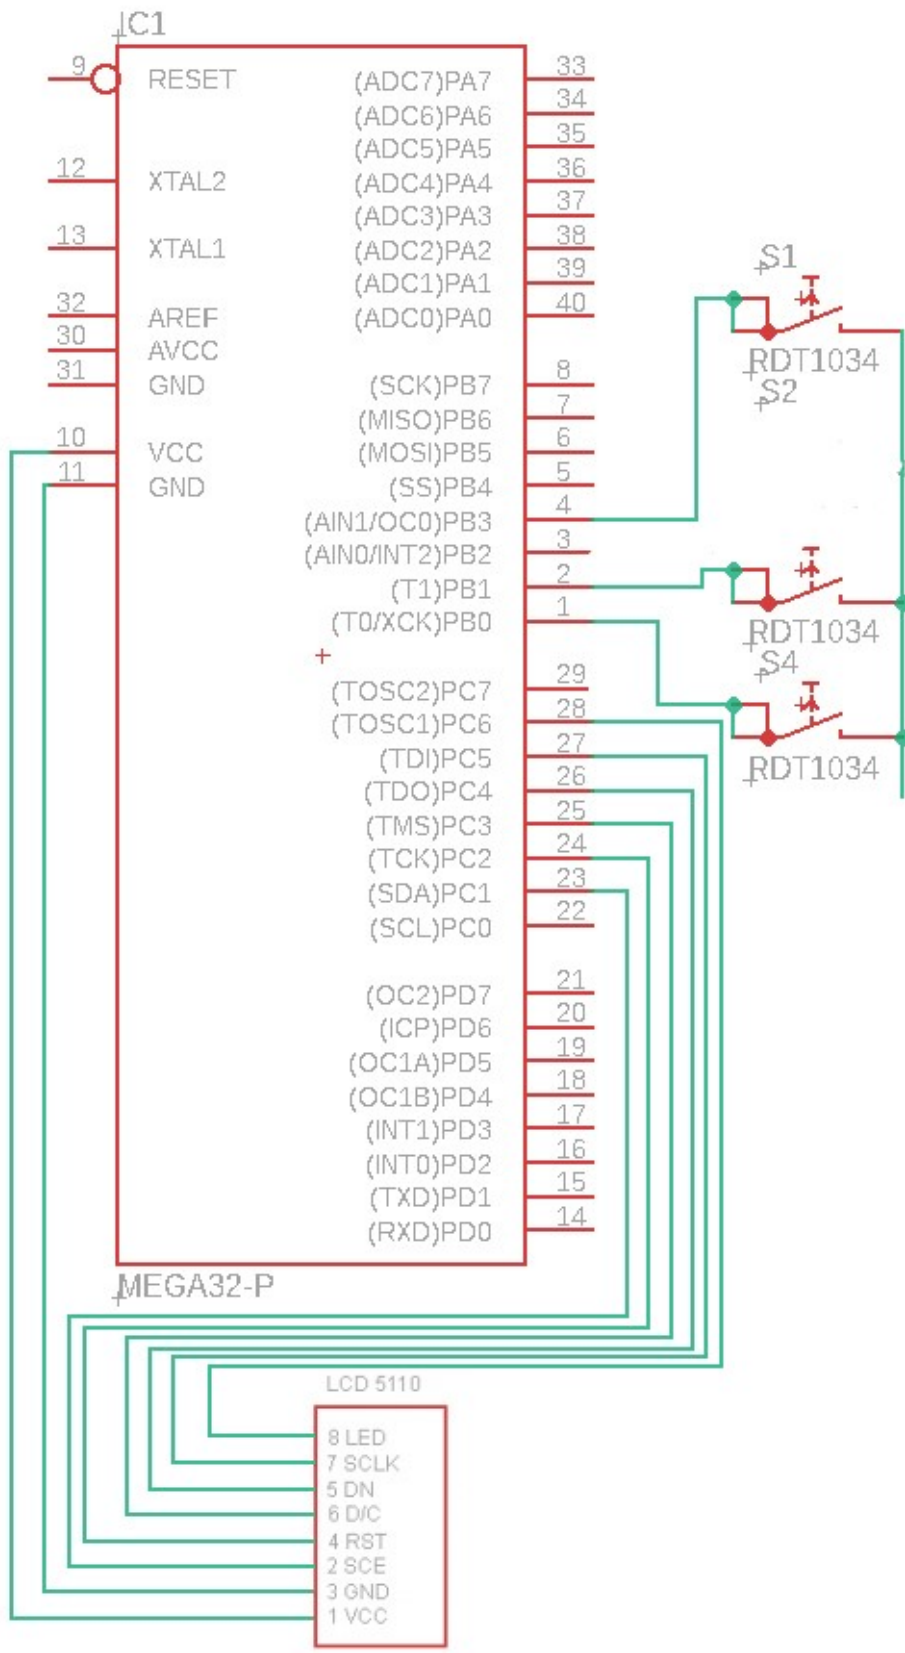 IC1
9 RESET (ADC7)PA7 33
(ADC6)PA6 34
(ADC5)PA5 35
12 XTAL2 (ADC4)PA4 36
(ADC3)PA3 37
13 XTAL1 (ADC2)PA2 38
(ADC1)PA1 39
32 AREF (ADC0)PA0 40
30 AVCC
31 GND (SCK)PB7 8
(MISO)PB6 7
10 VCC (MOSI)PB5 6
11 GND (SS)PB4 5
(AIN1/OC0)PB3 4
(AIN0/INT2)PB2 3
(T1)PB1 2
(T0/XCK)PB0 1
(TOSC2)PC7 29
(TOSC1)PC6 28
(TDI)PC5 27
(TDO)PC4 26
(TMS)PC3 25
(TCK)PC2 24
(SDA)PC1 23
(SCL)PC0 22
(OC2)PD7 21
(ICP)PD6 20
(OC1A)PD5 19
(OC1B)PD4 18
(INT1)PD3 17
(INT0)PD2 16
(TXD)PD1 15
(RXD)PD0 14
MEGA32-P
S1
RDT1034
S2
RDT1034
S4
RDT1034
LCD 5110
8 LED
7 SCLK
5 DN
6 D/C
4 RST
2 SCE
3 GND
1 VCC